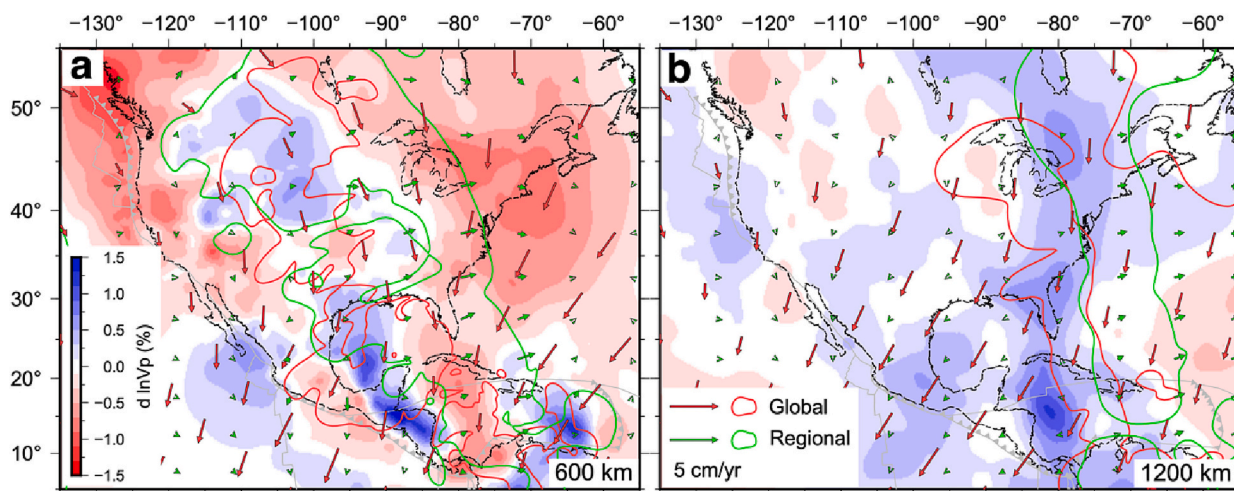 −130° −120° −110° −100° −90° −80° −70° −60°
−130° −120° −110° −100° −90° −80° −70° −60°
a
b
50°
40°
30°
20°
10°
1.5
1.0
0.5
0.0
−0.5
−1.0
−1.5
d lnVp (%)
600 km
Global
Regional
5 cm/yr
1200 km